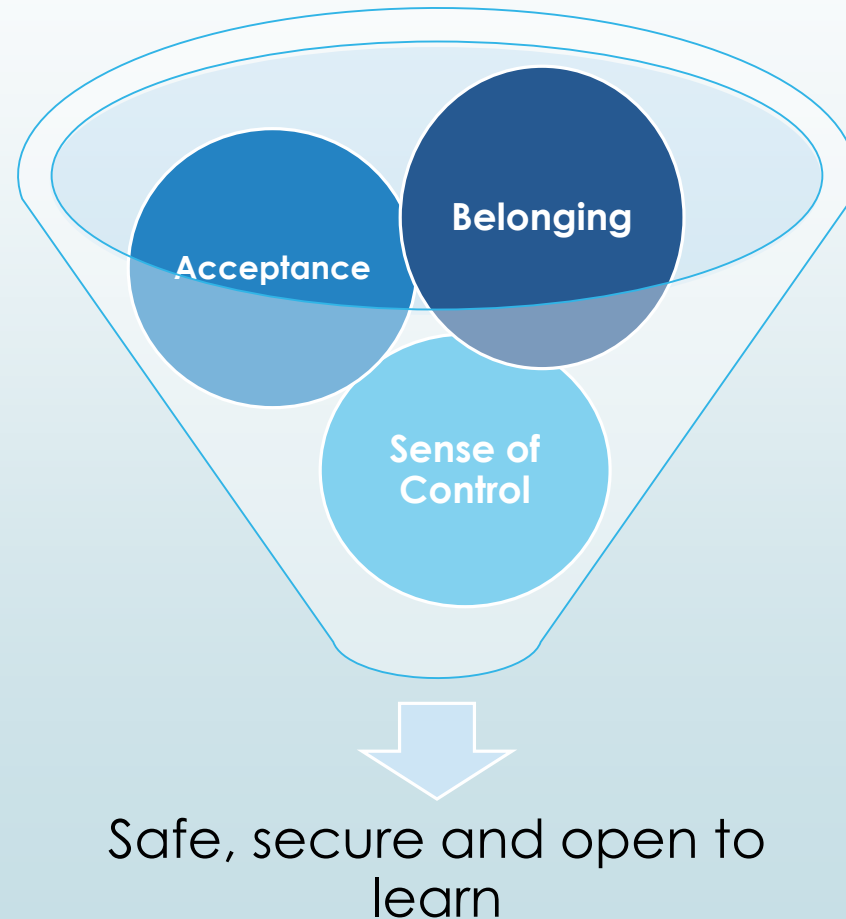 Belonging
Acceptance
Sense of
Control
Safe, secure and open to
learn